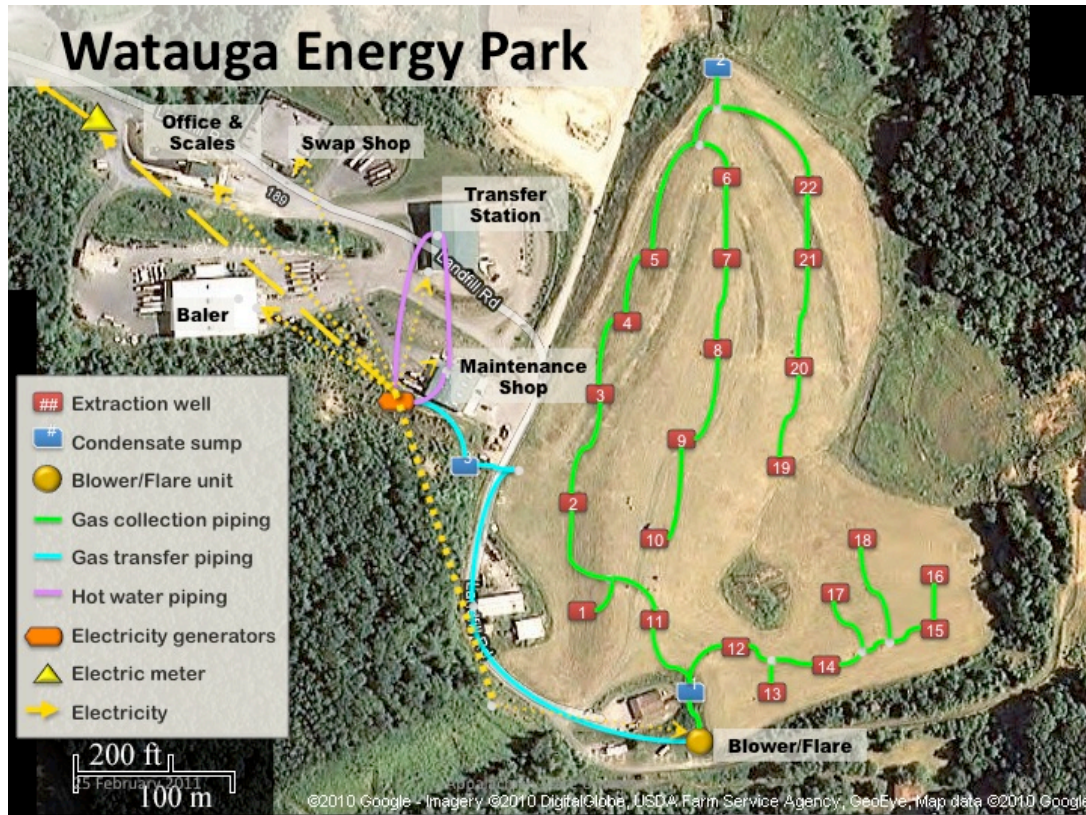 Watauga Energy Park
Office &
Scales
Swap Shop
189
Transfer
Station
Landfill Rd
Baler
Maintenance
Shop
2
6
22
5
7
21
4
8
20
3
9
19
2
10
18
16
17
1
11
15
12
14
13
1
3
Blower/Flare
## Extraction well
# Condensate sump
Blower/Flare unit
Gas collection piping
Gas transfer piping
Hot water piping
Electricity generators
Electric meter
Electricity
200 ft
25 February 2011
100 m
©2010 Google - Imagery ©2010 DigitalGlobe, USDA Farm Service Agency, GeoEye, Map data ©2010 Google